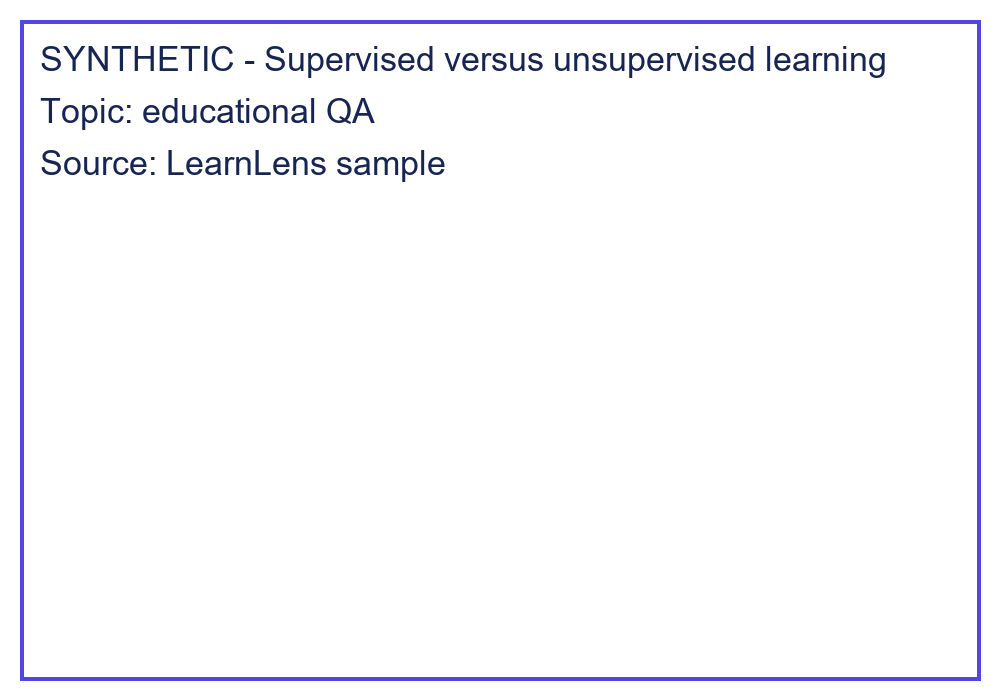 SYNTHETIC - Supervised versus unsupervised learning
Topic: educational QA
Source: LearnLens sample